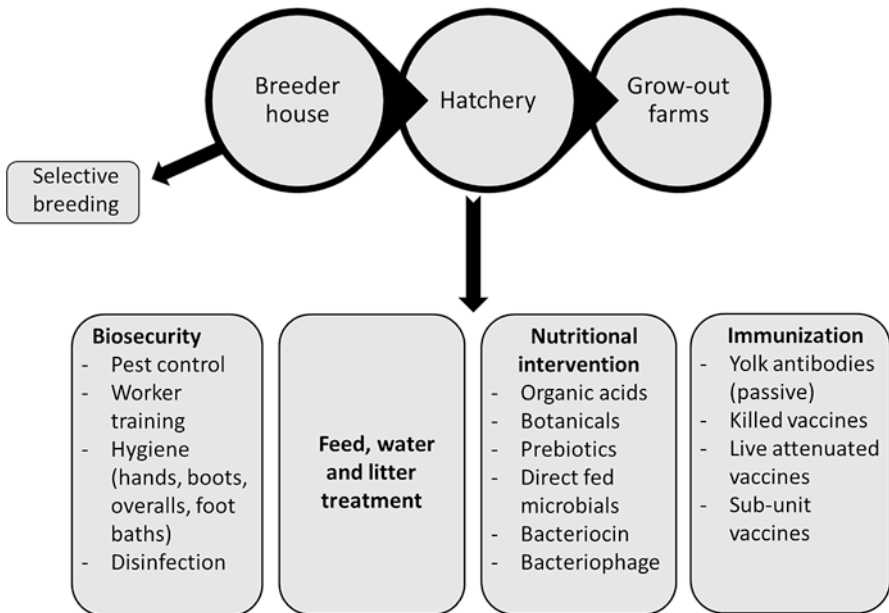 Breeder
house
Hatchery
Grow-out
farms
Selective
breeding
Biosecurity
- Pest control
- Worker
training
- Hygiene
(hands, boots,
overalls, foot
baths)
- Disinfection
Feed, water
and litter
treatment
Nutritional
intervention
- Organic acids
- Botanicals
- Prebiotics
- Direct fed
microbials
- Bacteriocin
- Bacteriophage
Immunization
- Yolk antibodies
(passive)
- Killed vaccines
- Live attenuated
vaccines
- Sub-unit
vaccines